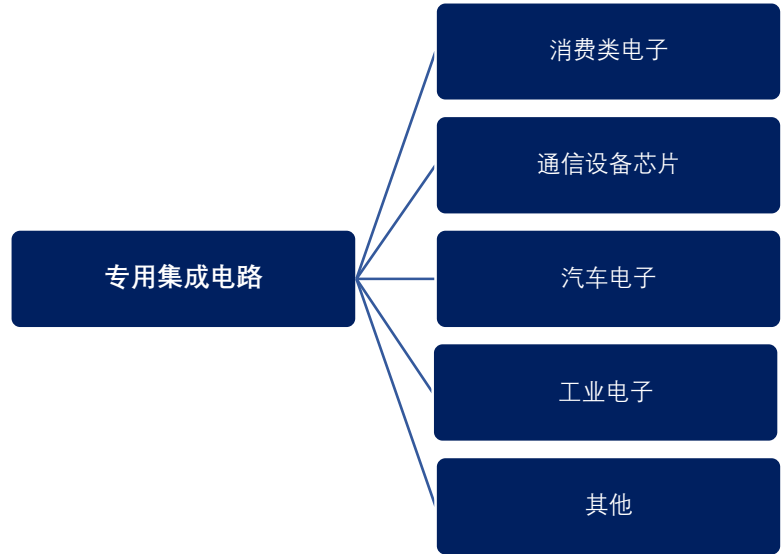 消费类电子
通信设备芯片
专用集成电路
汽车电子
工业电子
其他